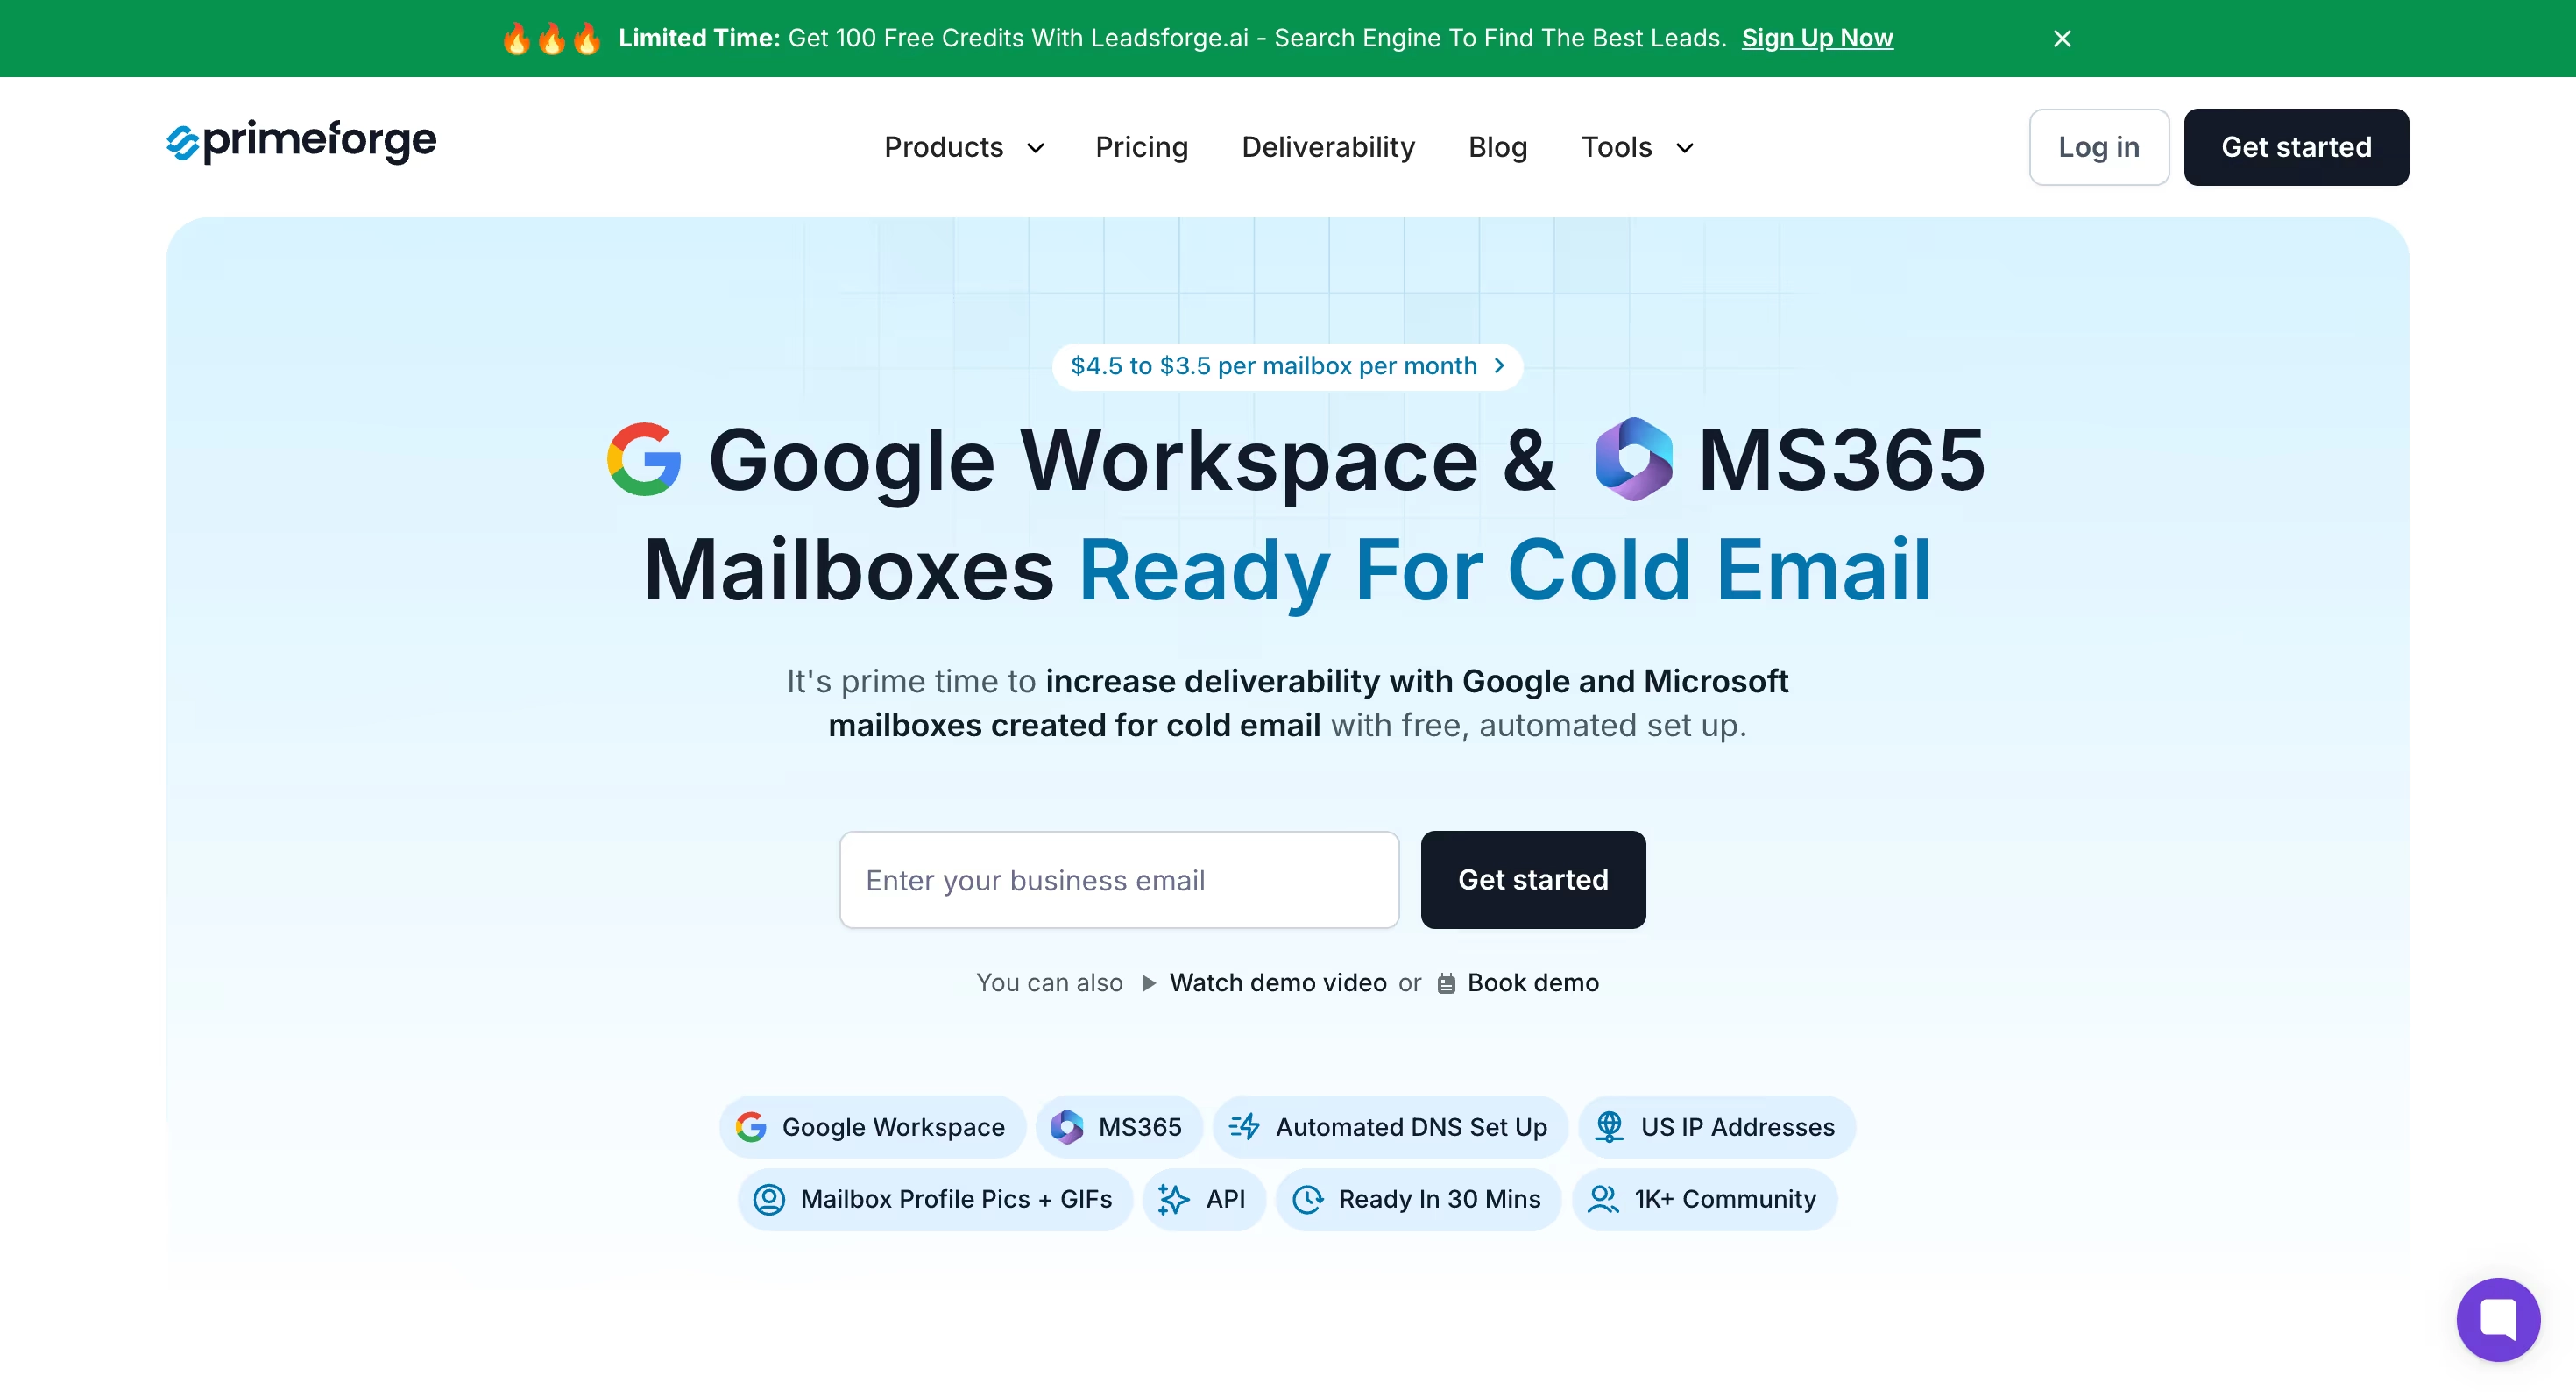 🔥🔥🔥 Limited Time: Get 100 Free Credits With Leadsforge.ai - Search Engine To Find The Best Leads. Sign Up Now
primeforge
Products
Pricing
Deliverability
Blog
Tools
Log in
Get started
$4.5 to $3.5 per mailbox per month
Google Workspace & MS365
Mailboxes Ready For Cold Email
It's prime time to increase deliverability with Google and Microsoft
mailboxes created for cold email with free, automated set up.
Enter your business email
Get started
You can also Watch demo video or Book demo
Google Workspace
MS365
Automated DNS Set Up
US IP Addresses
Mailbox Profile Pics + GIFs
API
Ready In 30 Mins
1K+ Community